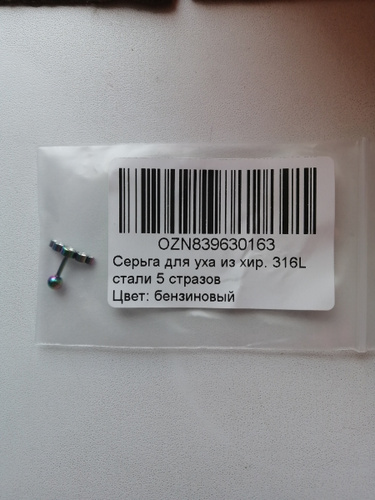 OZN839630163
Серьга для уха из хир. 316L
стали 5 стразов
Цвет: бензиновый